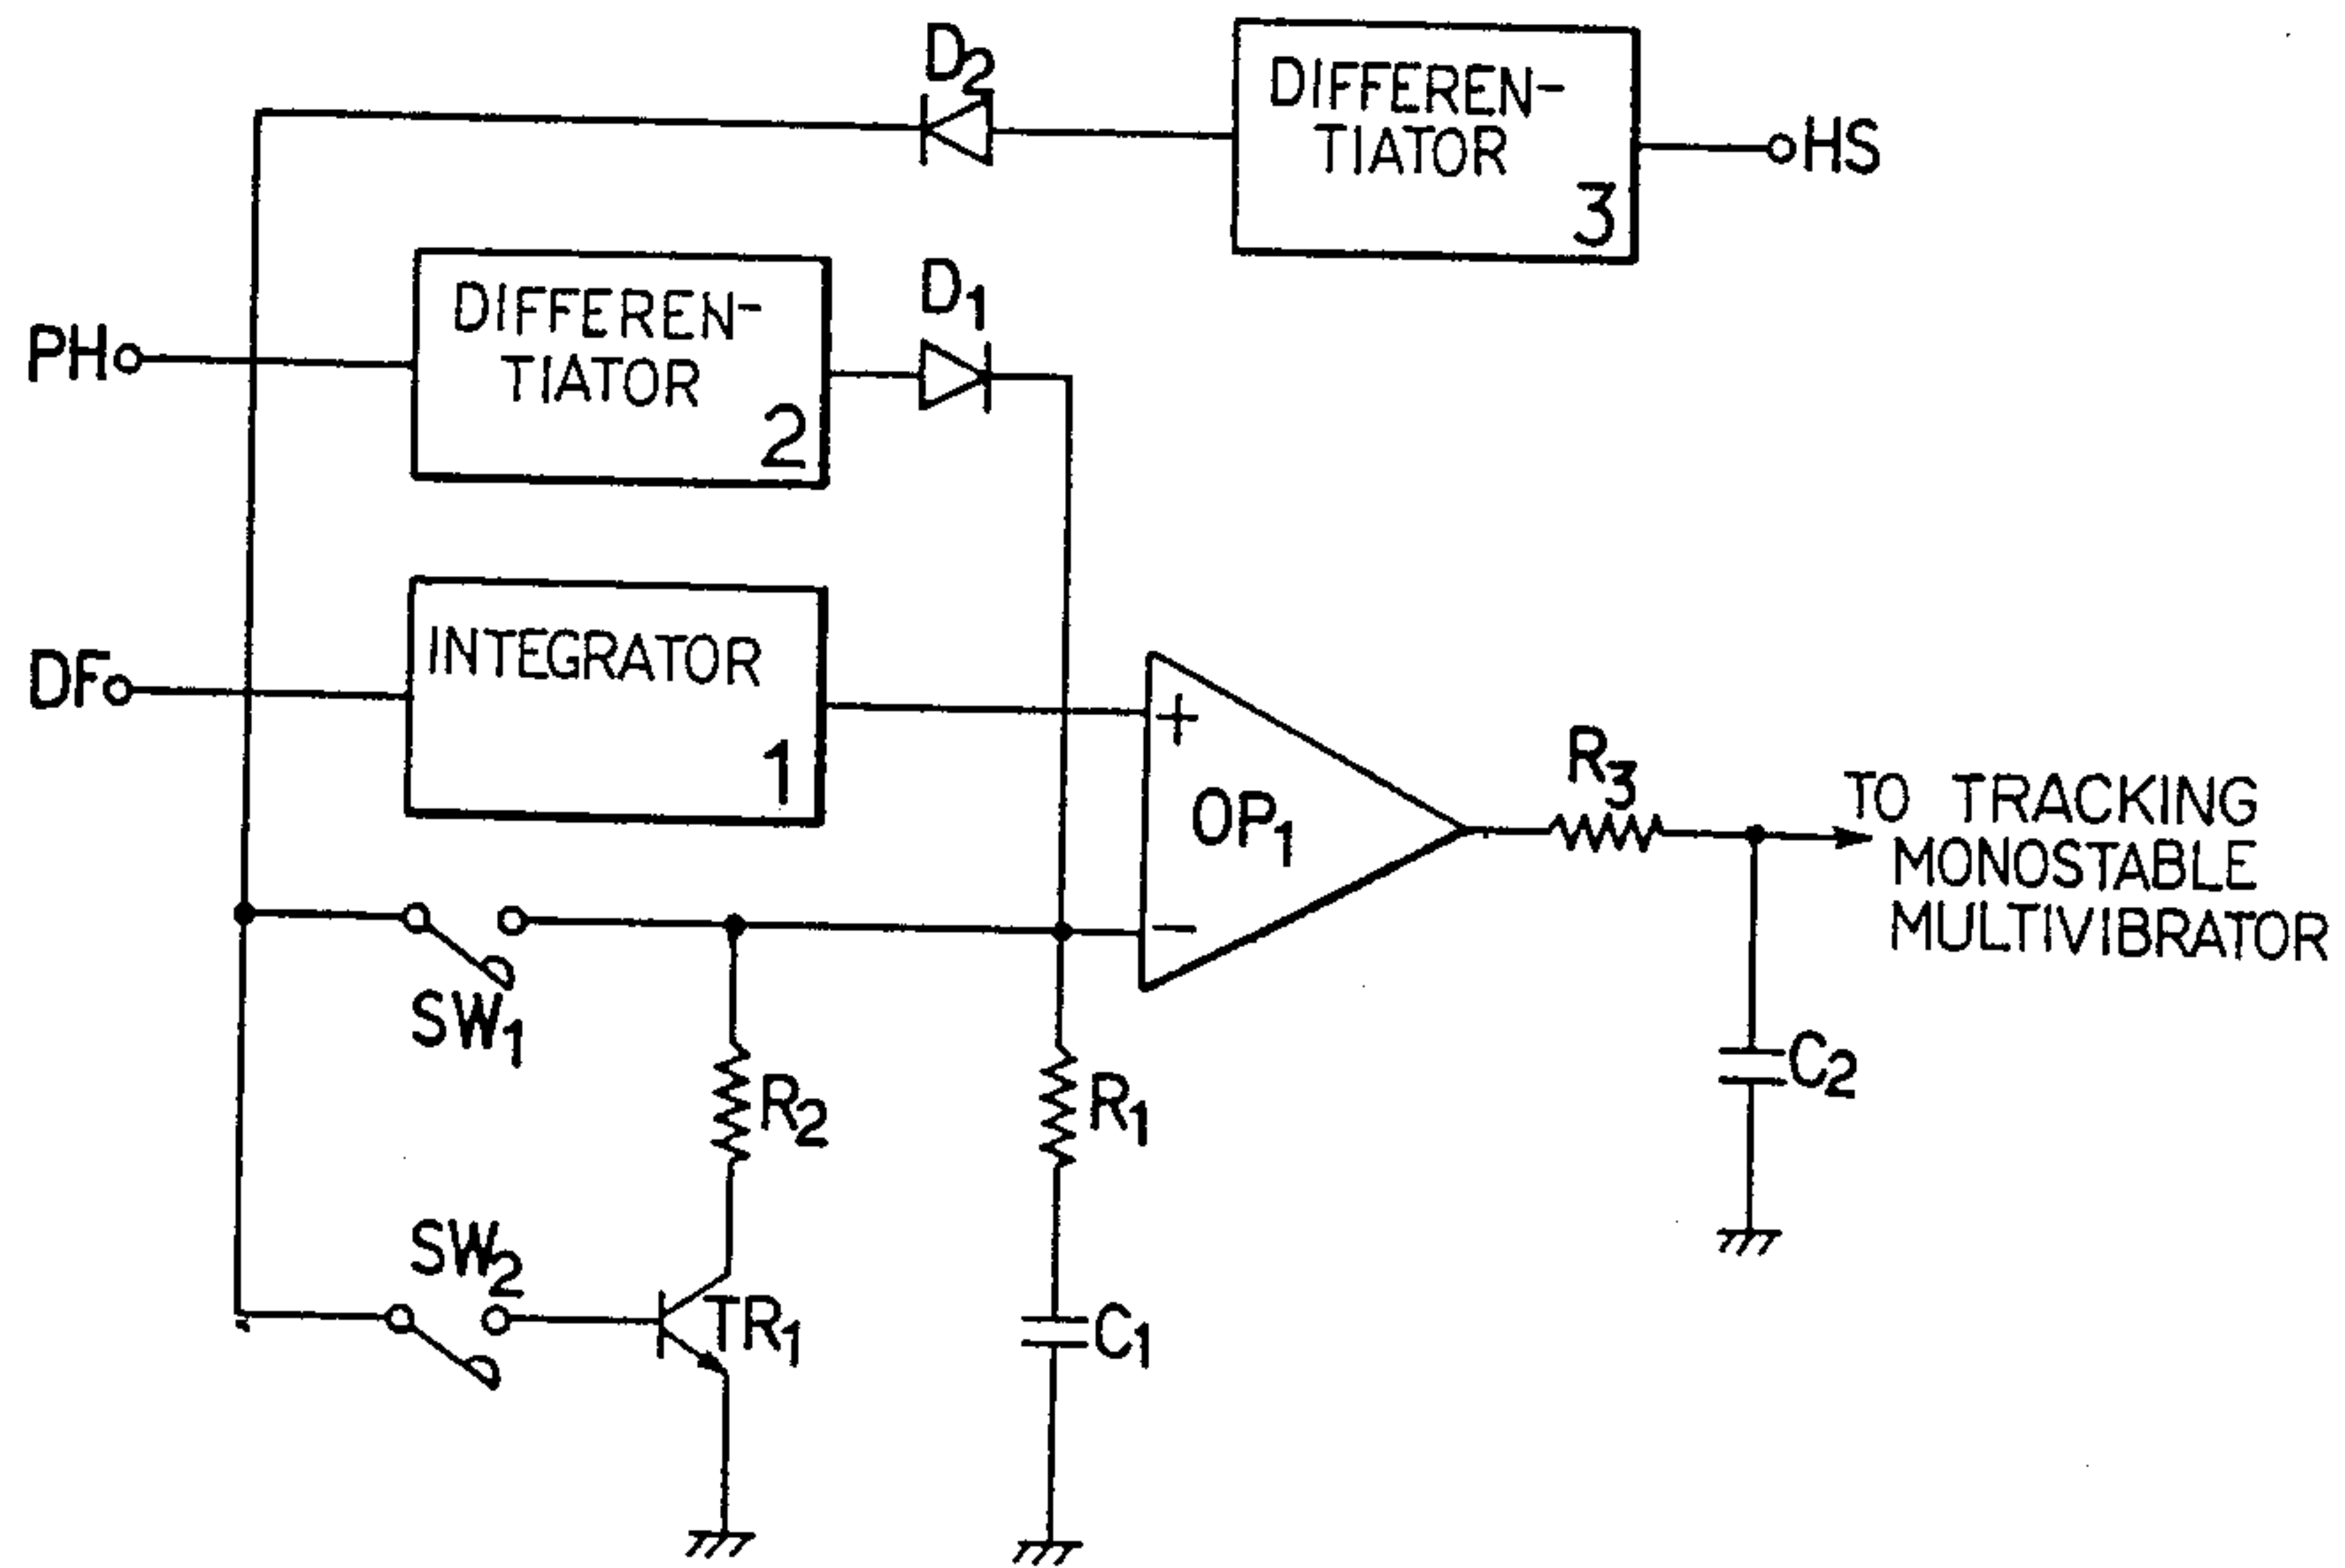 D2
DIFFEREN-
TIATOR
3
HS
PH
DIFFEREN-
TIATOR
2
D1
DF
INTEGRATOR
1
+
-
OP1
R3
TO TRACKING
MONOSTABLE
MULTIVIBRATOR
SW1
R2
R1
C2
SW2
TR1
C1